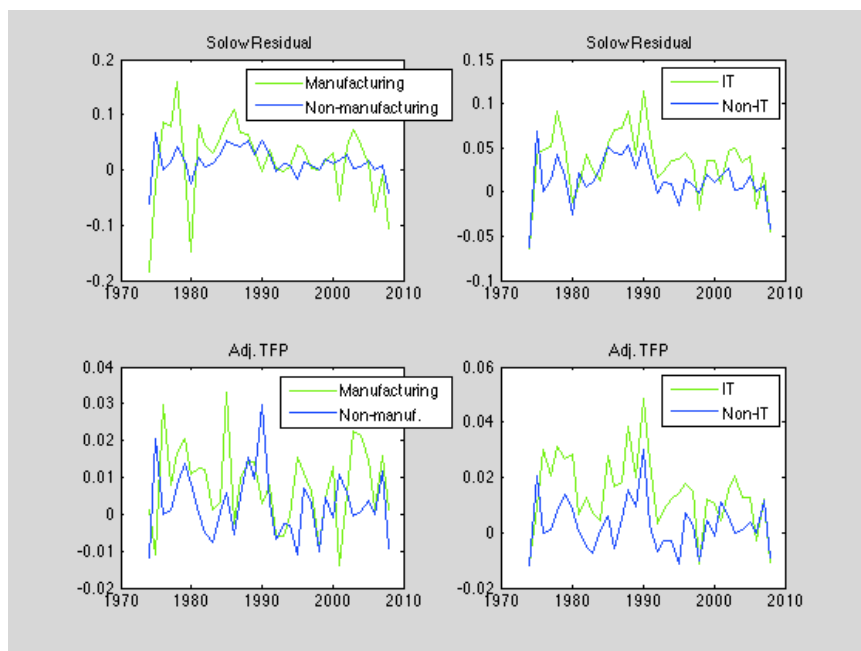 Solow Residual
0.2
0.1
0
-0.1
-0.2
1970 1980 1990 2000 2010
Manufacturing
Non-manufacturing
Solow Residual
0.15
0.1
0.05
0
-0.05
-0.1
1970 1980 1990 2000 2010
IT
Non-IT
Adj. TFP
0.04
0.03
0.02
0.01
0
-0.01
-0.02
1970 1980 1990 2000 2010
Manufacturing
Non-manuf.
Adj. TFP
0.06
0.04
0.02
0
-0.02
1970 1980 1990 2000 2010
IT
Non-IT